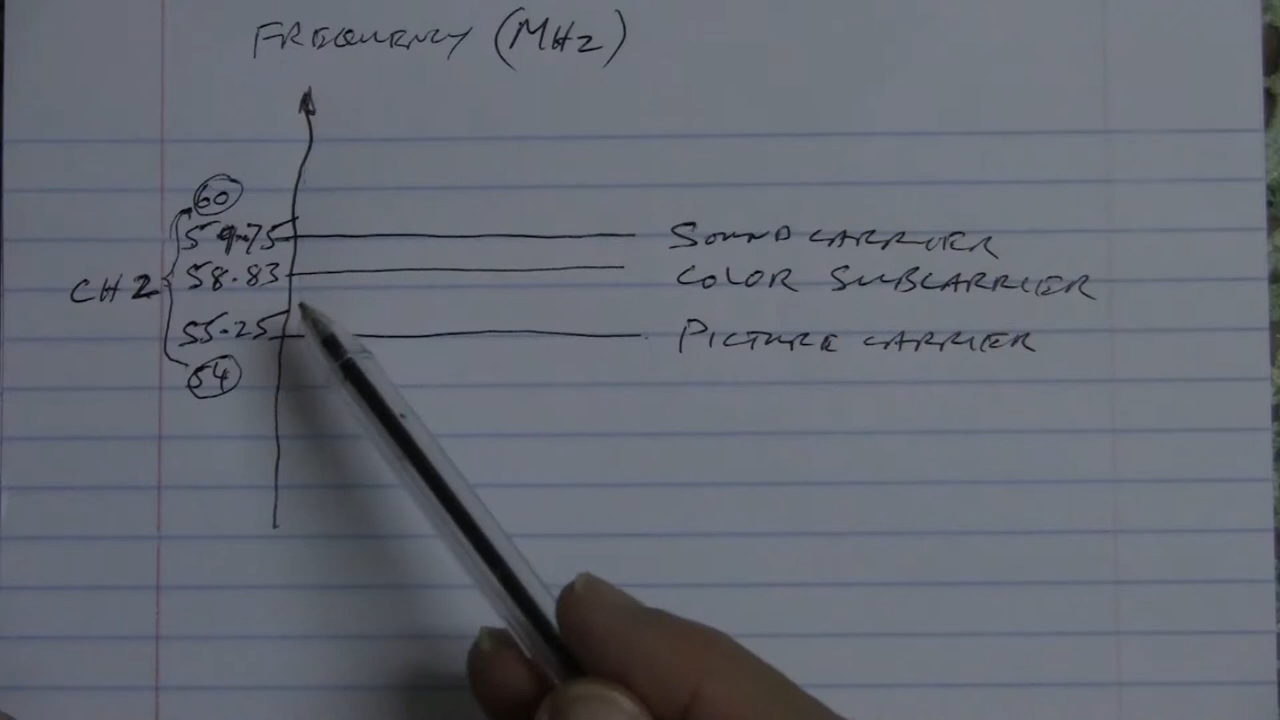 FREQUENCY (MHz)
60
59.75 SOUND CARRIER
CH 2 58.83 COLOR SUBCARRIER
55.25 PICTURE CARRIER
54